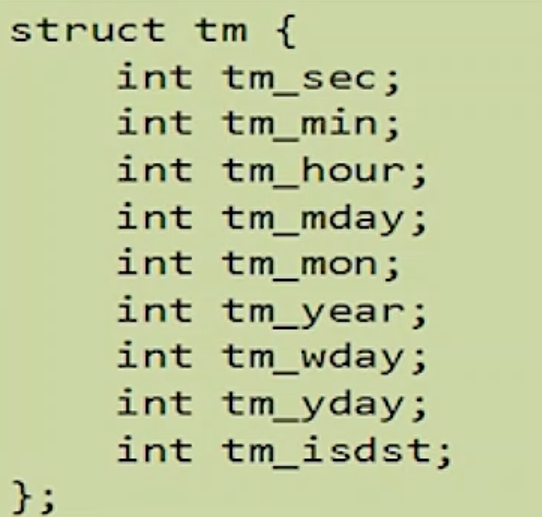 struct tm {
    int tm_sec;
    int tm_min;
    int tm_hour;
    int tm_mday;
    int tm_mon;
    int tm_year;
    int tm_wday;
    int tm_yday;
    int tm_isdst;
};